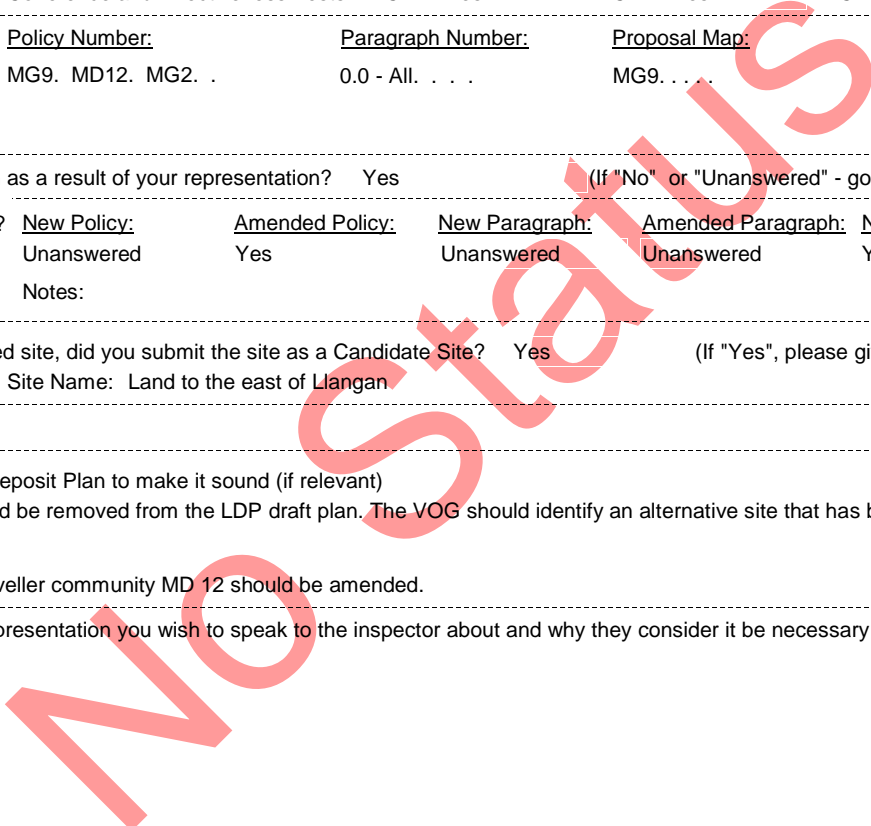 Policy Number: Paragraph Number: Proposal Map:
MG9. MD12. MG2. . 0.0 - All. . . . MG9. . . . .
as a result of your representation? Yes (If "No" or "Unanswered" - go
? New Policy: Amended Policy: New Paragraph: Amended Paragraph: N
Unanswered Yes Unanswered Unanswered Y
Notes:
ed site, did you submit the site as a Candidate Site? Yes (If "Yes", please gi
Site Name: Land to the east of Llangan
eposit Plan to make it sound (if relevant)
d be removed from the LDP draft plan. The VOG should identify an alternative site that has b
veller community MD 12 should be amended.
presentation you wish to speak to the inspector about and why they consider it be necessary
No Status